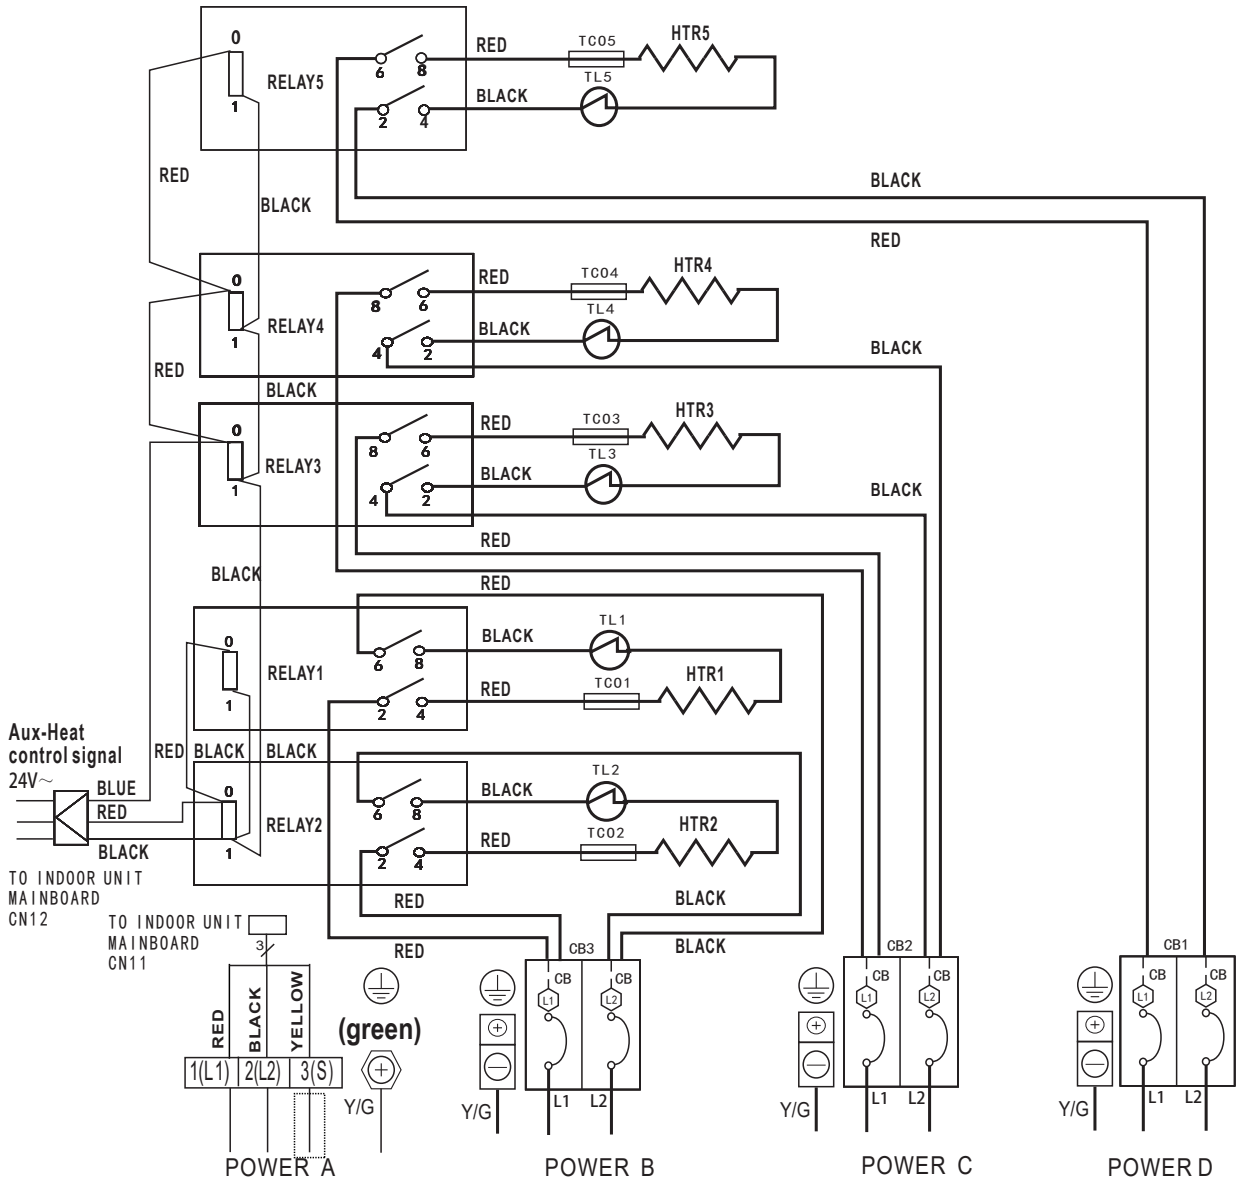 0
RELAY5
1
6
8
2
4
RED
TCO5
HTR5
BLACK
TL5
RED
BLACK
BLACK
RED
0
RELAY4
1
8
6
4
2
RED
TCO4
HTR4
BLACK
TL4
BLACK
RED
BLACK
0
RELAY3
1
8
6
4
2
RED
TCO3
HTR3
BLACK
TL3
BLACK
RED
BLACK
RED
0
RELAY1
1
6
8
2
4
BLACK
TL1
RED
TCO1
HTR1
Aux-Heat
control signal
24V~
BLUE
RED
BLACK
RED
BLACK
BLACK
0
RELAY2
1
6
8
2
4
BLACK
TL2
RED
TCO2
HTR2
TO INDOOR UNIT
MAINBOARD
CN12
TO INDOOR UNIT
MAINBOARD
CN11
3
RED
BLACK
YELLOW
1(L1)
2(L2)
3(S)
POWER A
(green)
Y/G
RED
RED
BLACK
BLACK
CB3
CB
CB
L1
L2
L1
L2
Y/G
POWER B
CB2
CB
CB
L1
L2
L1
L2
Y/G
POWER C
CB1
CB
CB
L1
L2
L1
L2
Y/G
POWER D